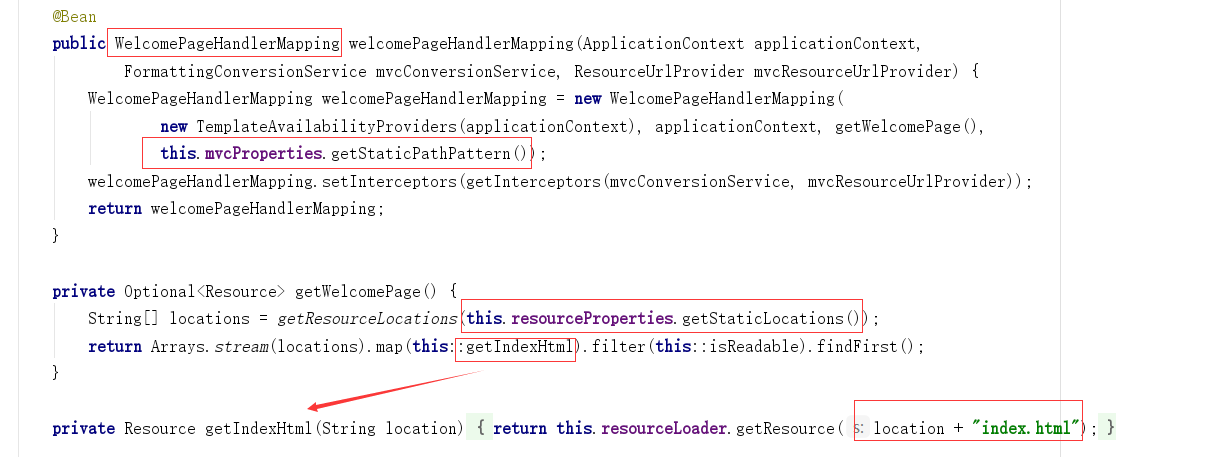 @Bean
public WelcomePageHandlerMapping welcomePageHandlerMapping(ApplicationContext applicationContext,
FormattingConversionService mvcConversionService, ResourceUrlProvider mvcResourceUrlProvider) {
WelcomePageHandlerMapping welcomePageHandlerMapping = new WelcomePageHandlerMapping(
new TemplateAvailabilityProviders(applicationContext), applicationContext, getWelcomePage(),
this.mvcProperties.getStaticPathPattern());
welcomePageHandlerMapping.setInterceptors(getInterceptors(mvcConversionService, mvcResourceUrlProvider));
return welcomePageHandlerMapping;
}
private Optional<Resource> getWelcomePage() {
String[] locations = getResourceLocations(this.resourceProperties.getStaticLocations());
return Arrays.stream(locations).map(this::getIndexHtml).filter(this::isReadable).findFirst();
}
private Resource getIndexHtml(String location) { return this.resourceLoader.getResource( s: location + "index.html"); }